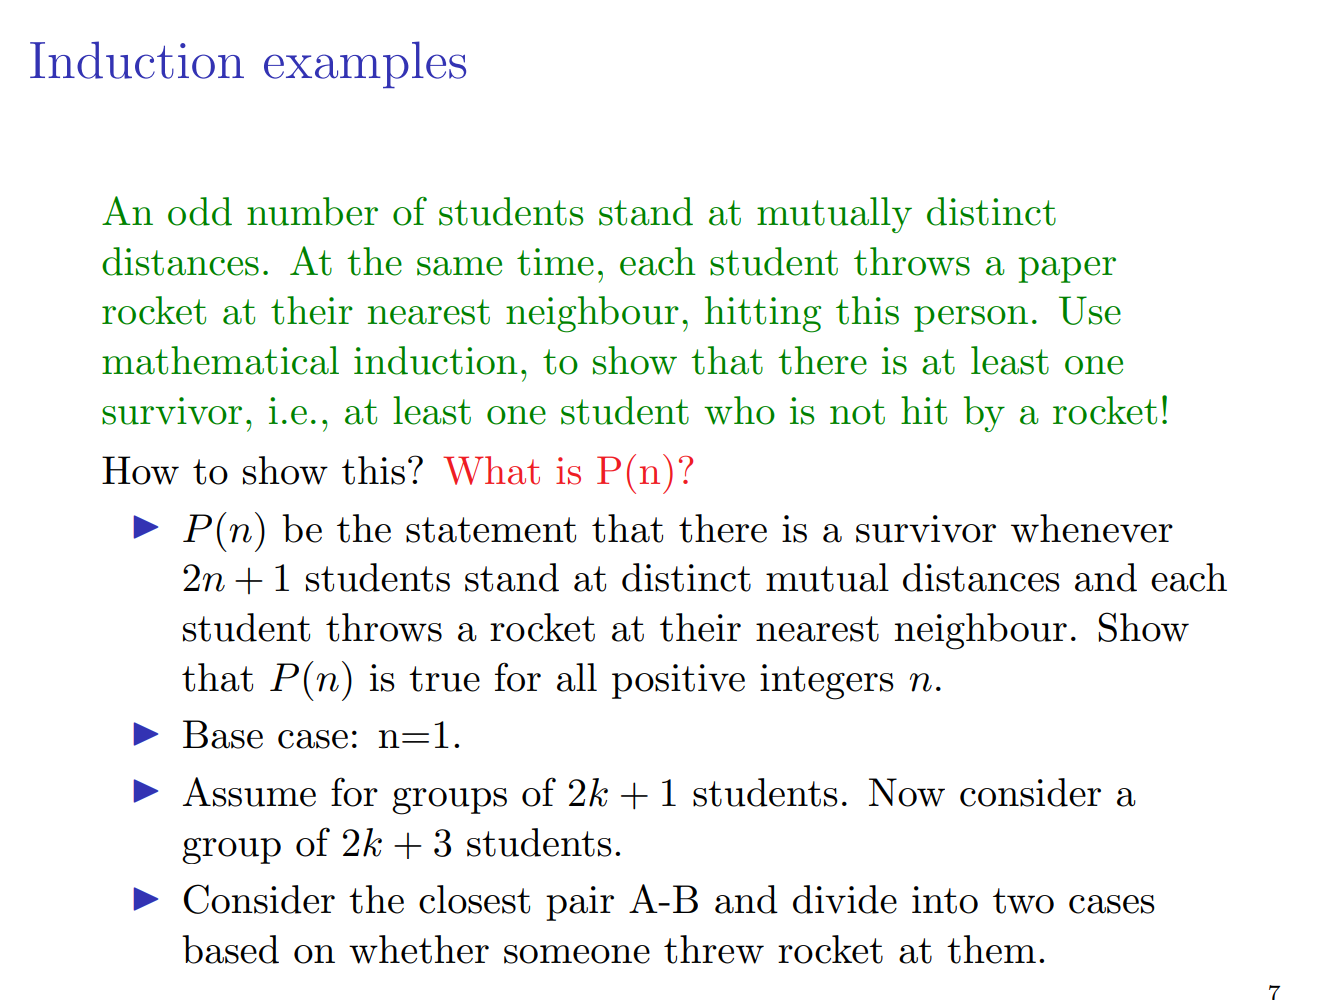 Induction examples
An odd number of students stand at mutually distinct
distances. At the same time, each student throws a paper
rocket at their nearest neighbour, hitting this person. Use
mathematical induction, to show that there is at least one
survivor, i.e., at least one student who is not hit by a rocket!
How to show this? What is P(n)?
▶ P(n) be the statement that there is a survivor whenever
2n + 1 students stand at distinct mutual distances and each
student throws a rocket at their nearest neighbour. Show
that P(n) is true for all positive integers n.
▶ Base case: n=1.
▶ Assume for groups of 2k + 1 students. Now consider a
group of 2k + 3 students.
▶ Consider the closest pair A-B and divide into two cases
based on whether someone threw rocket at them.
7